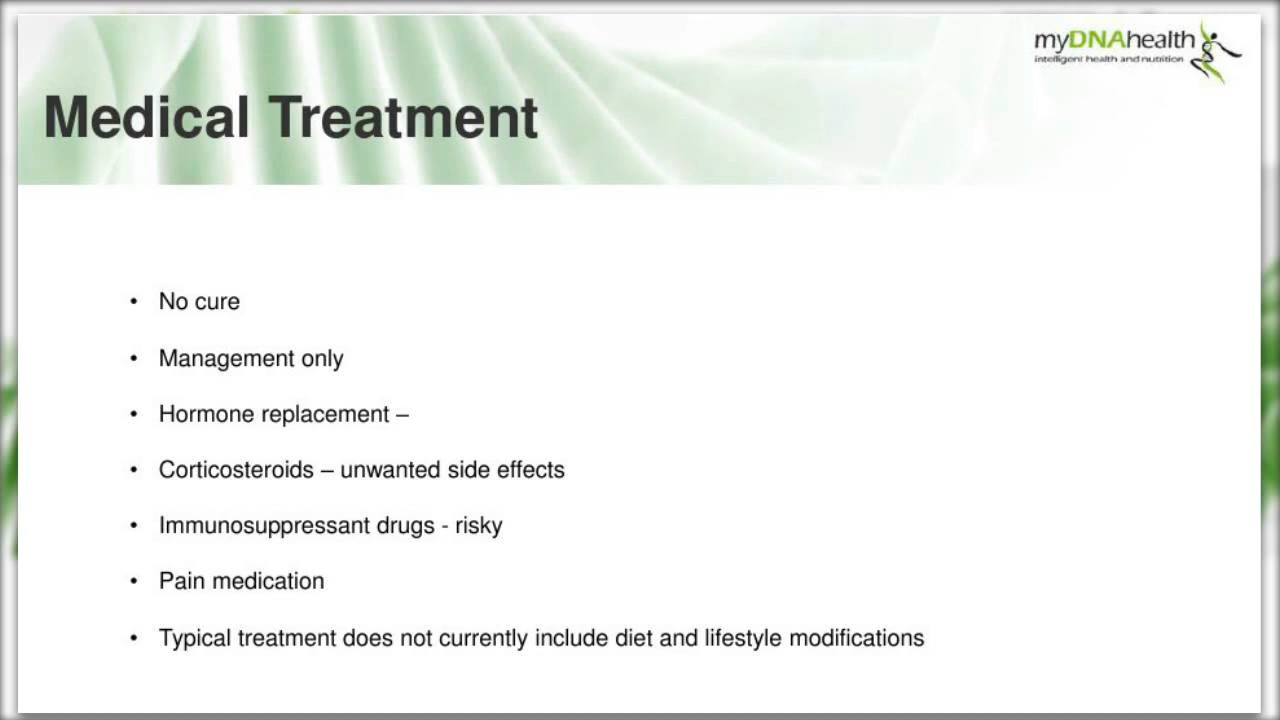 myDNAhealth
intelligent health and nutrition
Medical Treatment
• No cure
• Management only
• Hormone replacement –
• Corticosteroids – unwanted side effects
• Immunosuppressant drugs - risky
• Pain medication
• Typical treatment does not currently include diet and lifestyle modifications